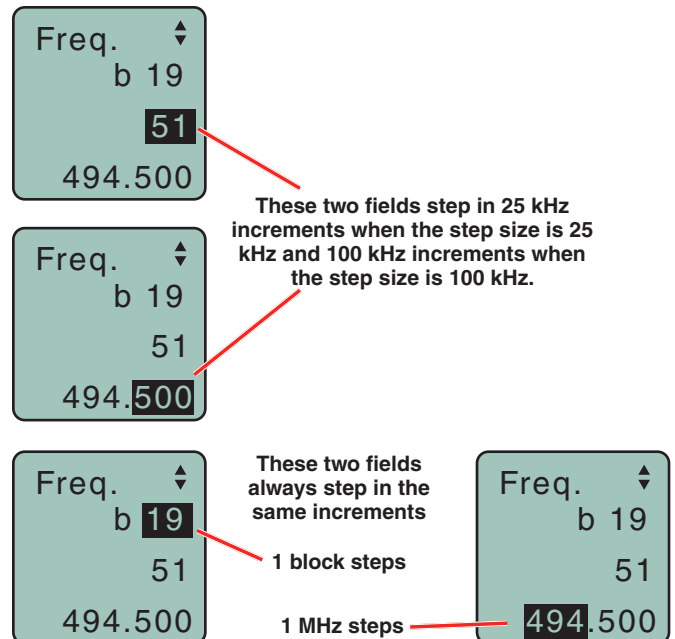 Freq.
b 19
51
494.500
These two fields step in 25 kHz
increments when the step size is 25
kHz and 100 kHz increments when
the step size is 100 kHz.
Freq.
b 19
51
494.500
Freq.
b 19
51
494.500
These two fields
always step in the
same increments
1 block steps
1 MHz steps
Freq.
b 19
51
494.500